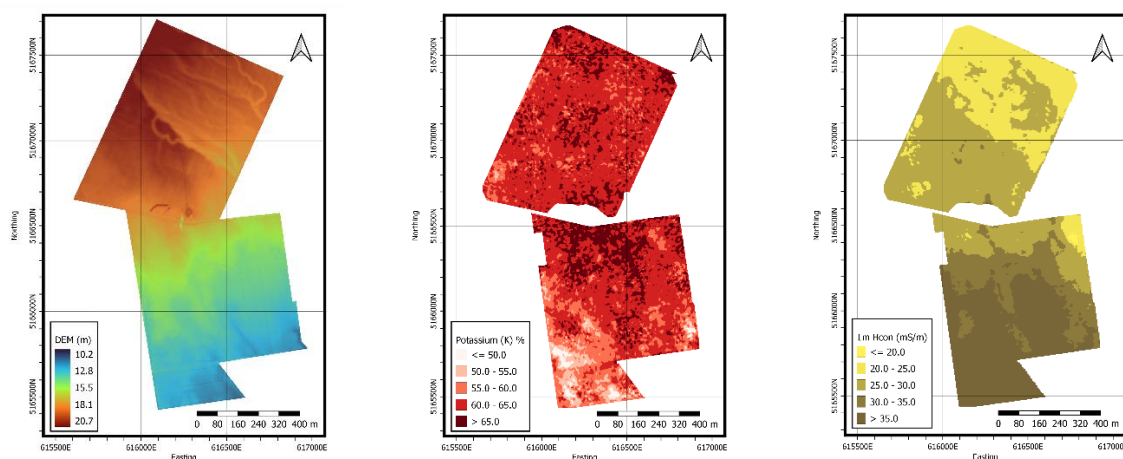 5167500N
5167000N
5166500N
5166000N
5165500N
Northing
DEM (m)
10.2
12.8
15.5
18.1
20.7
0 80 160 240 320 400 m
615500E 616000E 616500E 617000E
Easting
5167500N
5167000N
5166500N
5166000N
5165500N
Northing
Potassium (K) %
<= 50.0
50.0 - 55.0
55.0 - 60.0
60.0 - 65.0
> 65.0
0 80 160 240 320 400 m
615500E 616000E 616500E 617000E
Easting
5167500N
5167000N
5166500N
5166000N
5165500N
Northing
Lm Hcon (mS/m)
<= 20.0
20.0 - 25.0
25.0 - 30.0
30.0 - 35.0
> 35.0
0 80 160 240 320 400 m
615500E 616000E 616500E 617000E
Easting